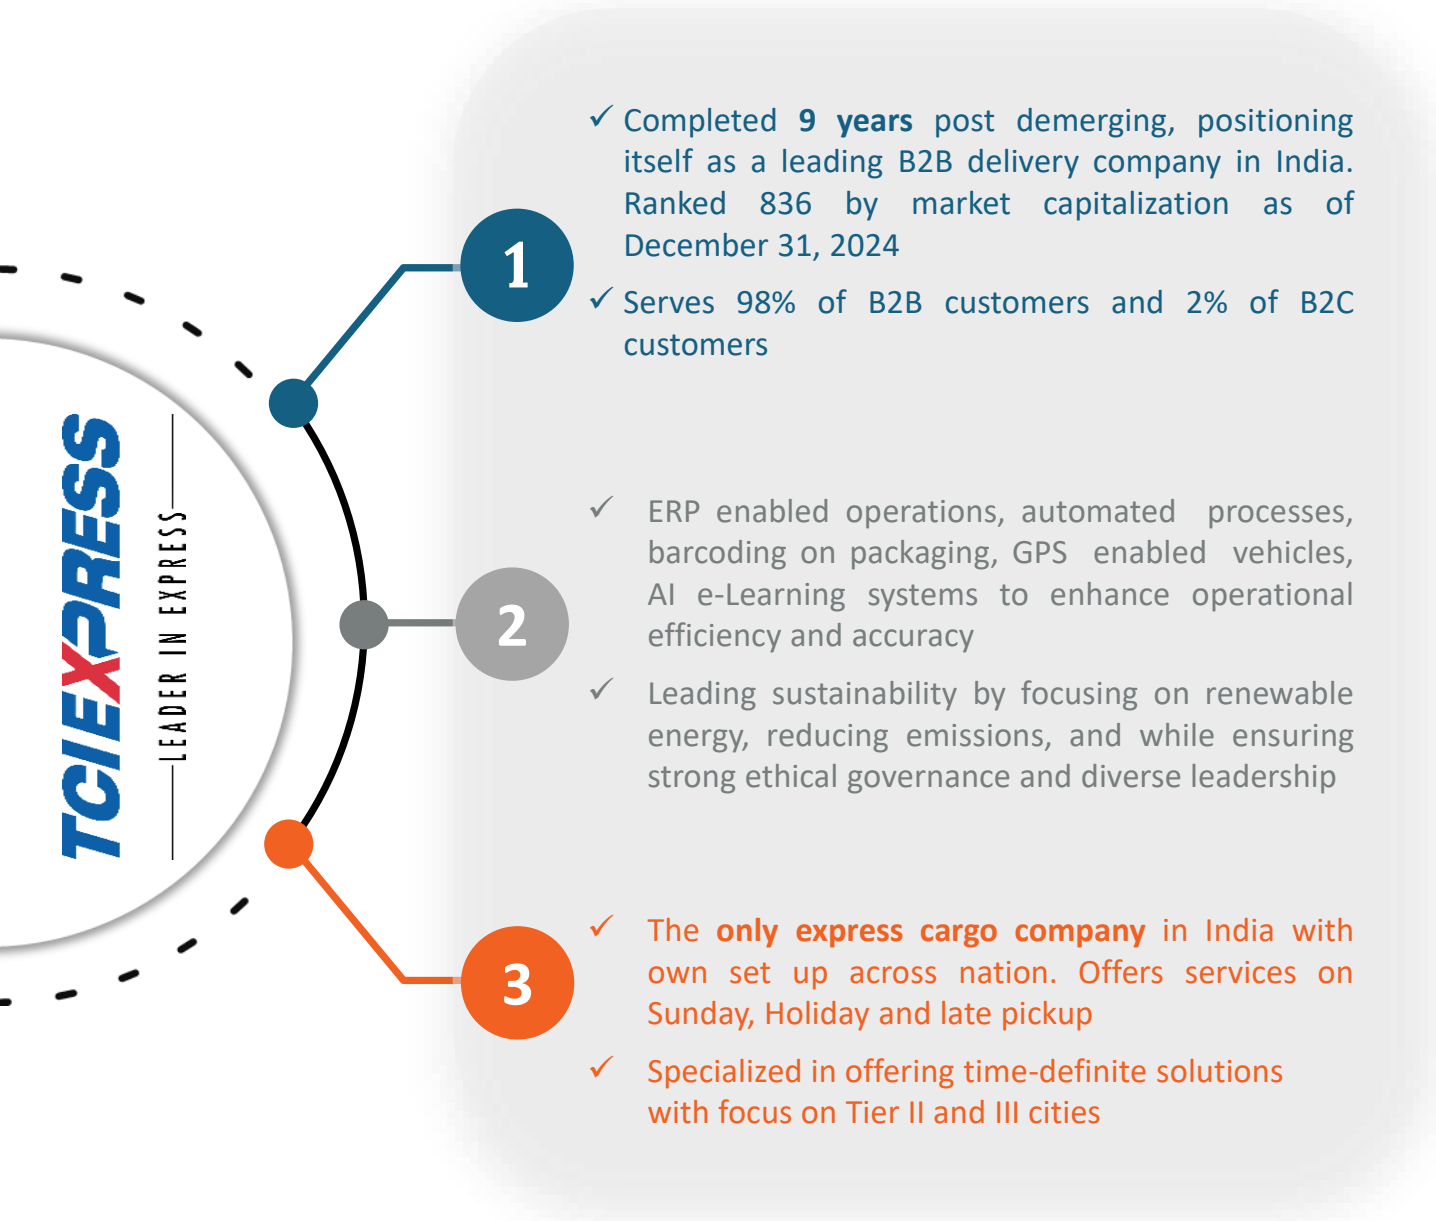 TCIEXPRESS
LEADER IN EXPRESS
1
✓ Completed 9 years post demerging, positioning
itself as a leading B2B delivery company in India.
Ranked 836 by market capitalization as of
December 31, 2024
✓ Serves 98% of B2B customers and 2% of B2C
customers
2
✓ ERP enabled operations, automated processes,
barcoding on packaging, GPS enabled vehicles,
AI e-Learning systems to enhance operational
efficiency and accuracy
✓ Leading sustainability by focusing on renewable
energy, reducing emissions, and while ensuring
strong ethical governance and diverse leadership
3
✓ The only express cargo company in India with
own set up across nation. Offers services on
Sunday, Holiday and late pickup
✓ Specialized in offering time-definite solutions
with focus on Tier II and III cities